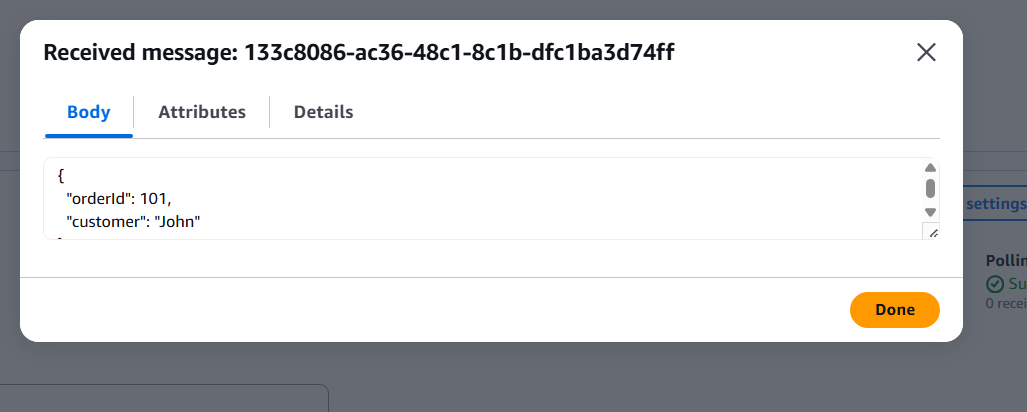 Received message: 133c8086-ac36-48c1-8c1b-dfc1ba3d74ff
Body
Attributes
Details
{
"orderId": 101,
"customer": "John"
settings
Done